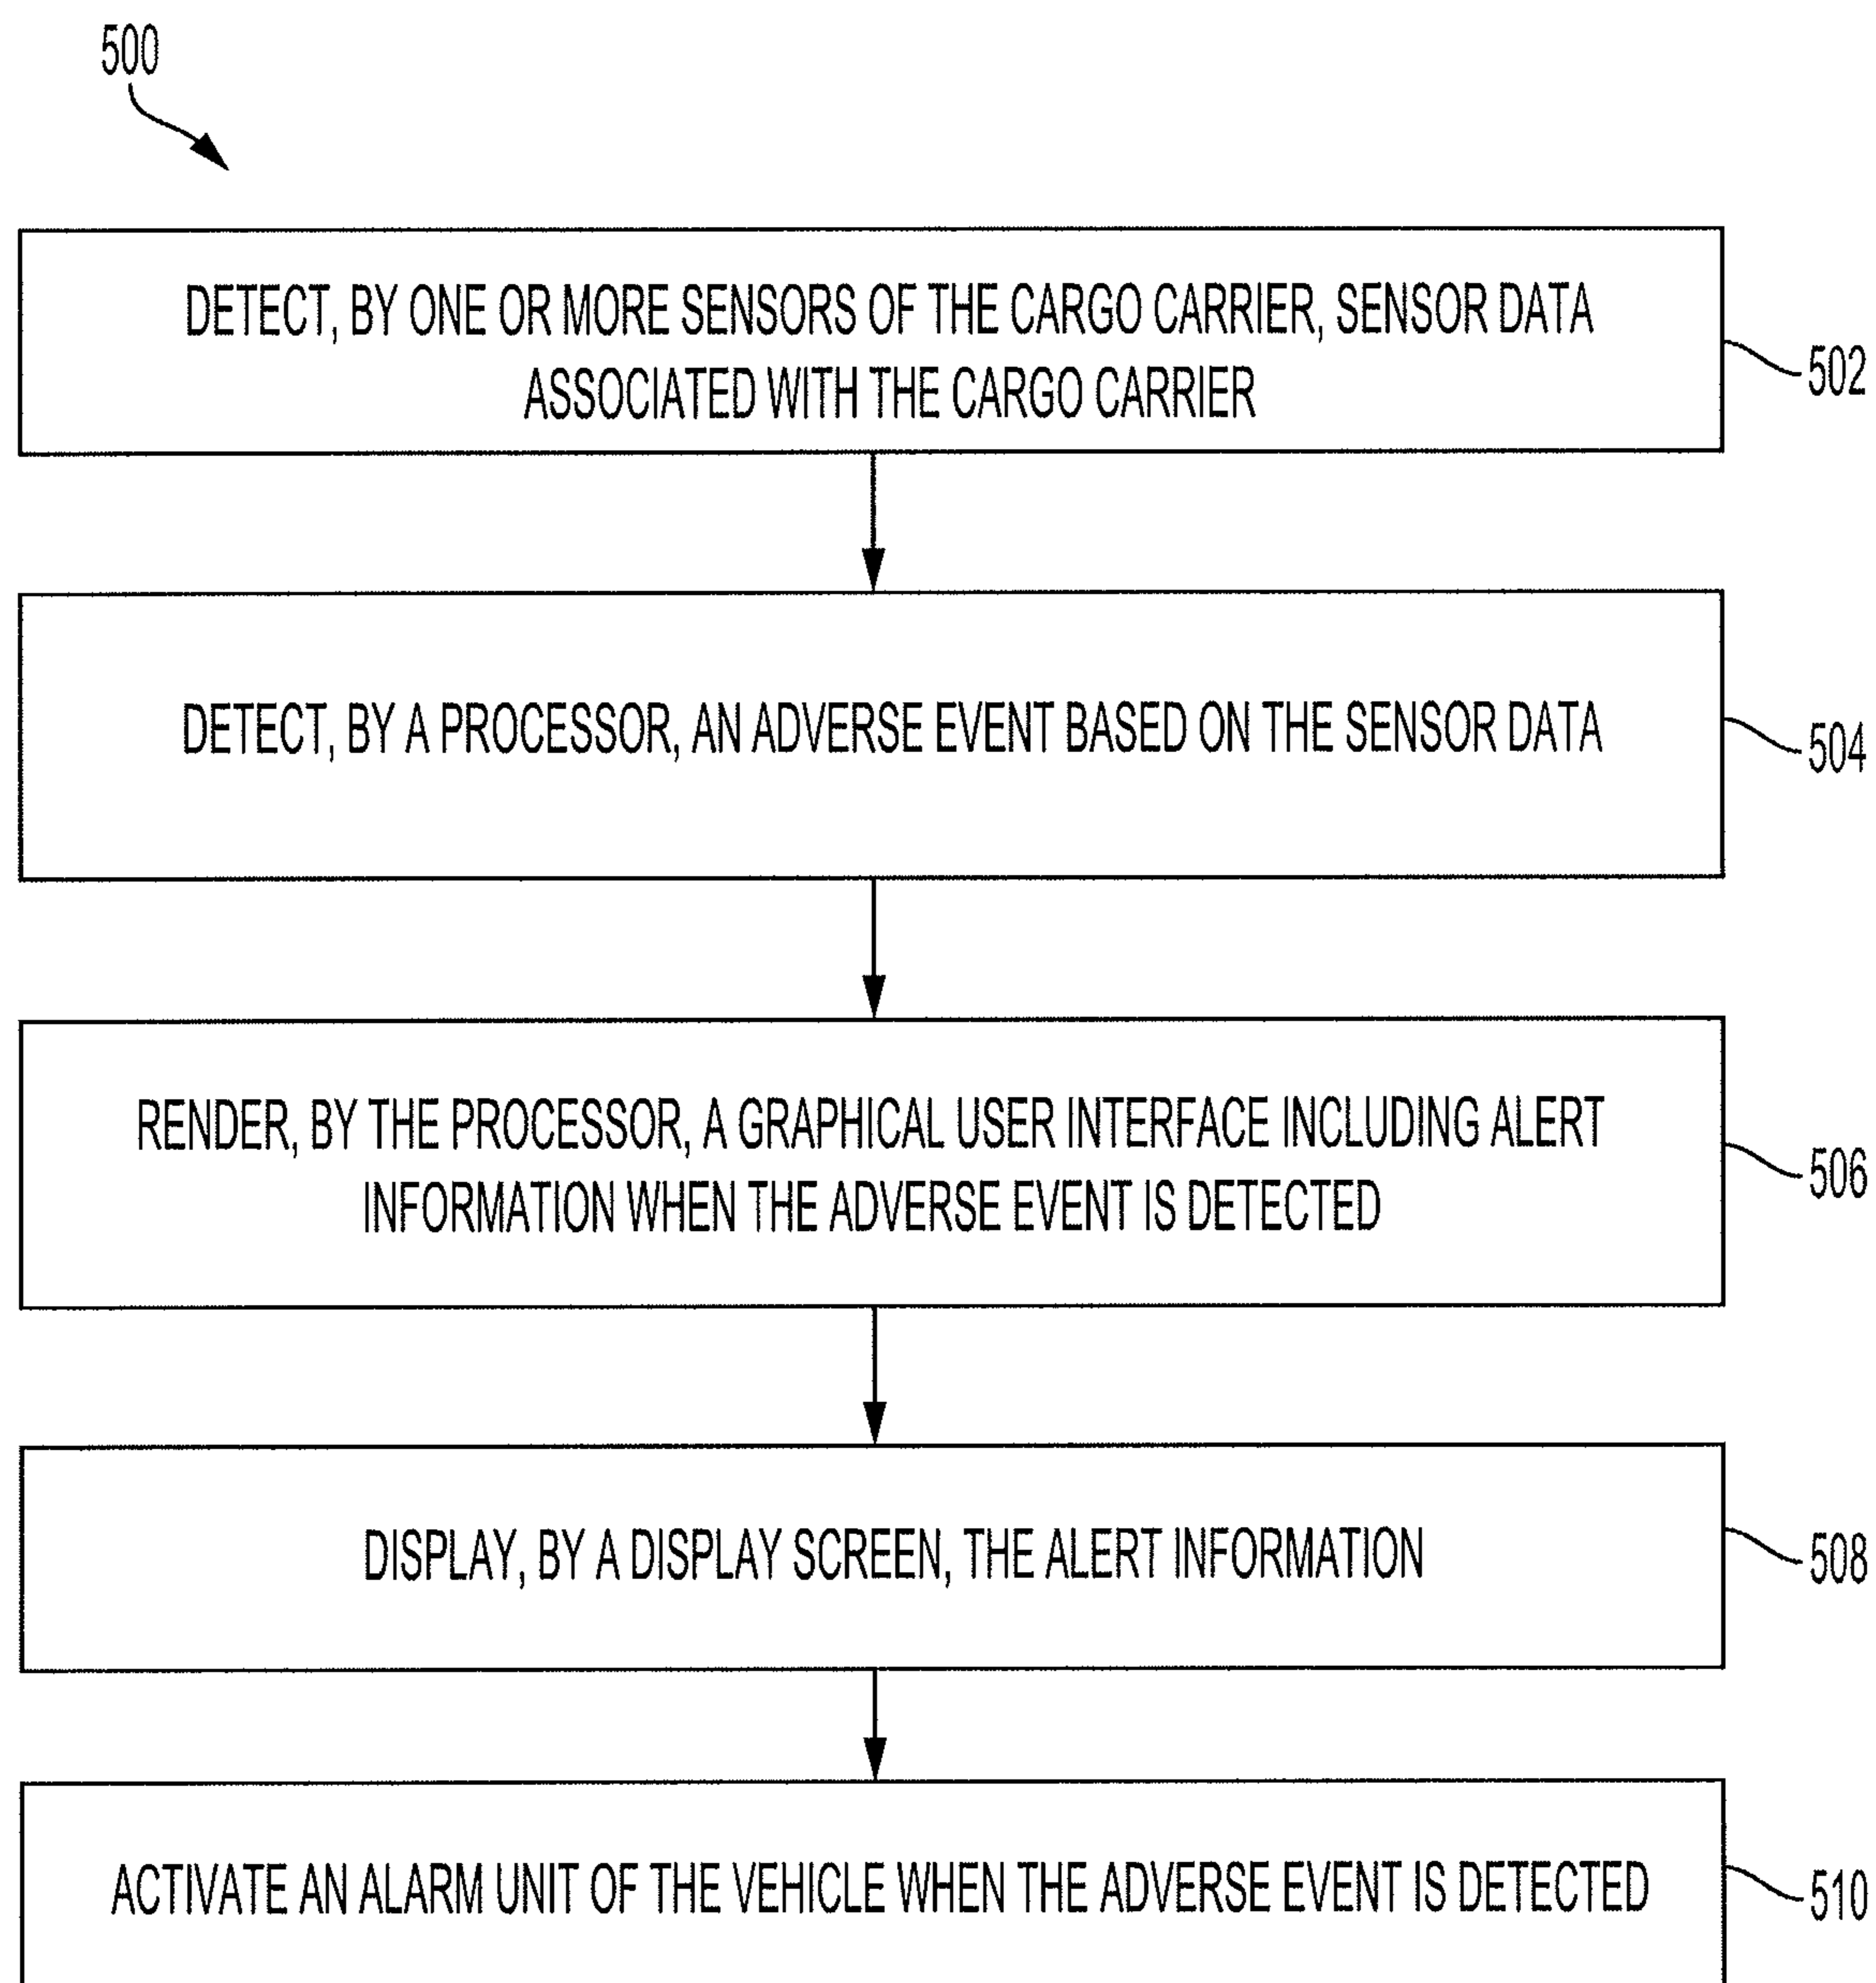 500
DETECT, BY ONE OR MORE SENSORS OF THE CARGO CARRIER, SENSOR DATA
ASSOCIATED WITH THE CARGO CARRIER
502
DETECT, BY A PROCESSOR, AN ADVERSE EVENT BASED ON THE SENSOR DATA
504
RENDER, BY THE PROCESSOR, A GRAPHICAL USER INTERFACE INCLUDING ALERT
INFORMATION WHEN THE ADVERSE EVENT IS DETECTED
506
DISPLAY, BY A DISPLAY SCREEN, THE ALERT INFORMATION
508
ACTIVATE AN ALARM UNIT OF THE VEHICLE WHEN THE ADVERSE EVENT IS DETECTED
510